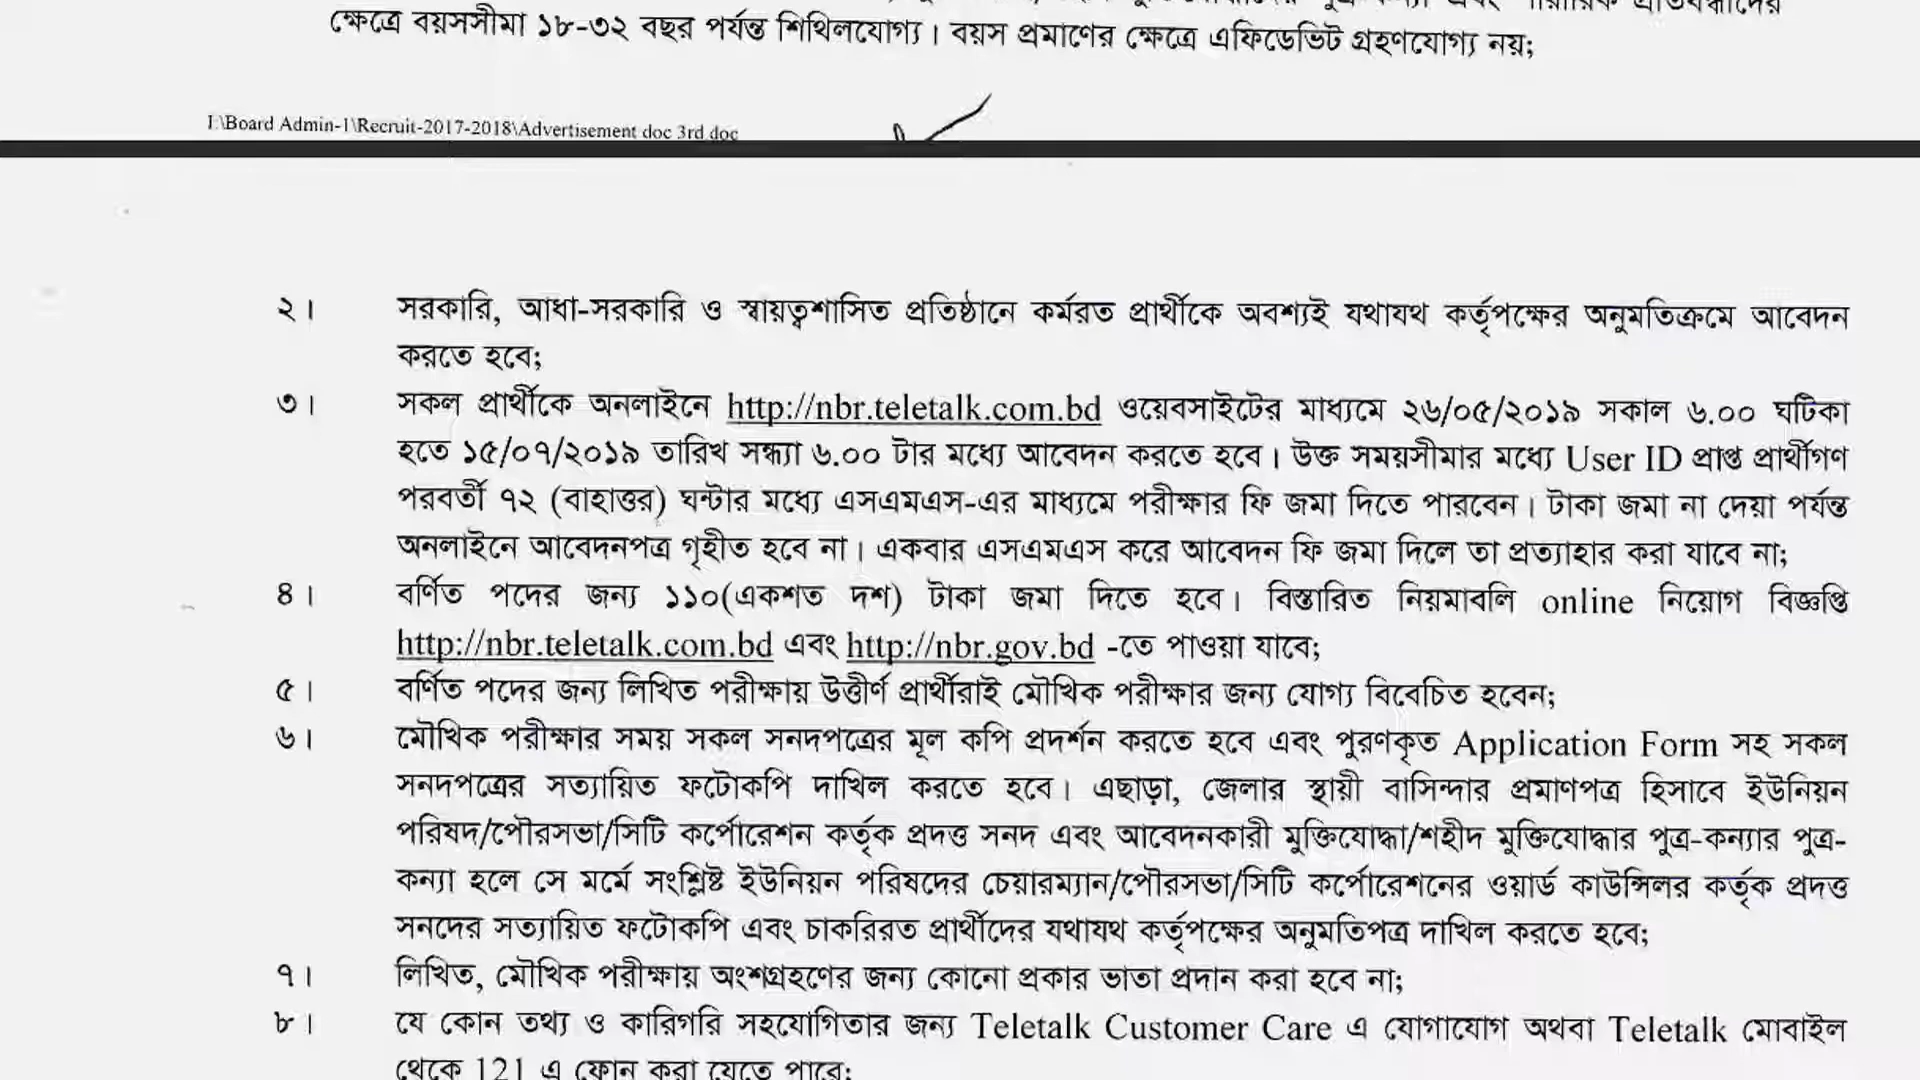 ক্ষেত্রে বয়সসীমা ১৮-৩২ বছর পর্যন্ত শিথিলযোগ্য। বয়স প্রমাণের ক্ষেত্রে এফিডেভিট গ্রহণযোগ্য নয়;
I:\Board Admin-1\Recruit-2017-2018\Advertisement doc 3rd.doc
২। সরকারি, আধা-সরকারি ও স্বায়ত্বশাসিত প্রতিষ্ঠানে কর্মরত প্রার্থীকে অবশ্যই যথাযথ কর্তৃপক্ষের অনুমতিক্রমে আবেদন
করতে হবে;
৩। সকল প্রার্থীকে অনলাইনে http://nbr.teletalk.com.bd ওয়েবসাইটের মাধ্যমে ২৬/০৫/২০১৯ সকাল ৬.০০ ঘটিকা
হতে ১৫/০৭/২০১৯ তারিখ সন্ধ্যা ৬.০০ টার মধ্যে আবেদন করতে হবে। উক্ত সময়সীমার মধ্যে User ID প্রাপ্ত প্রার্থীগণ
পরবর্তী ৭২ (বাহাত্তর) ঘন্টার মধ্যে এসএমএস-এর মাধ্যমে পরীক্ষার ফি জমা দিতে পারবেন। টাকা জমা না দেয়া পর্যন্ত
অনলাইনে আবেদনপত্র গৃহীত হবে না। একবার এসএমএস করে আবেদন ফি জমা দিলে তা প্রত্যাহার করা যাবে না;
৪। বর্ণিত পদের জন্য ১১০(একশত দশ) টাকা জমা দিতে হবে। বিস্তারিত নিয়মাবলি online নিয়োগ বিজ্ঞপ্তি
http://nbr.teletalk.com.bd এবং http://nbr.gov.bd -তে পাওয়া যাবে;
৫। বর্ণিত পদের জন্য লিখিত পরীক্ষায় উত্তীর্ণ প্রার্থীরাই মৌখিক পরীক্ষার জন্য যোগ্য বিবেচিত হবেন;
৬। মৌখিক পরীক্ষার সময় সকল সনদপত্রের মূল কপি প্রদর্শন করতে হবে এবং পুরণকৃত Application Form সহ সকল
সনদপত্রের সত্যায়িত ফটোকপি দাখিল করতে হবে। এছাড়া, জেলার স্থায়ী বাসিন্দার প্রমাণপত্র হিসাবে ইউনিয়ন
পরিষদ/পৌরসভা/সিটি কর্পোরেশন কর্তৃক প্রদত্ত সনদ এবং আবেদনকারী মুক্তিযোদ্ধা/শহীদ মুক্তিযোদ্ধার পুত্র-কন্যার পুত্র-
কন্যা হলে সে মর্মে সংশ্লিষ্ট ইউনিয়ন পরিষদের চেয়ারম্যান/পৌরসভা/সিটি কর্পোরেশনের ওয়ার্ড কাউন্সিলর কর্তৃক প্রদত্ত
সনদের সত্যায়িত ফটোকপি এবং চাকরিরত প্রার্থীদের যথাযথ কর্তৃপক্ষের অনুমতিপত্র দাখিল করতে হবে;
৭। লিখিত, মৌখিক পরীক্ষায় অংশগ্রহণের জন্য কোনো প্রকার ভাতা প্রদান করা হবে না;
৮। যে কোন তথ্য ও কারিগরি সহযোগিতার জন্য Teletalk Customer Care এ যোগাযোগ অথবা Teletalk মোবাইল
থেকে 121 এ ফোন করা যেতে পারে;